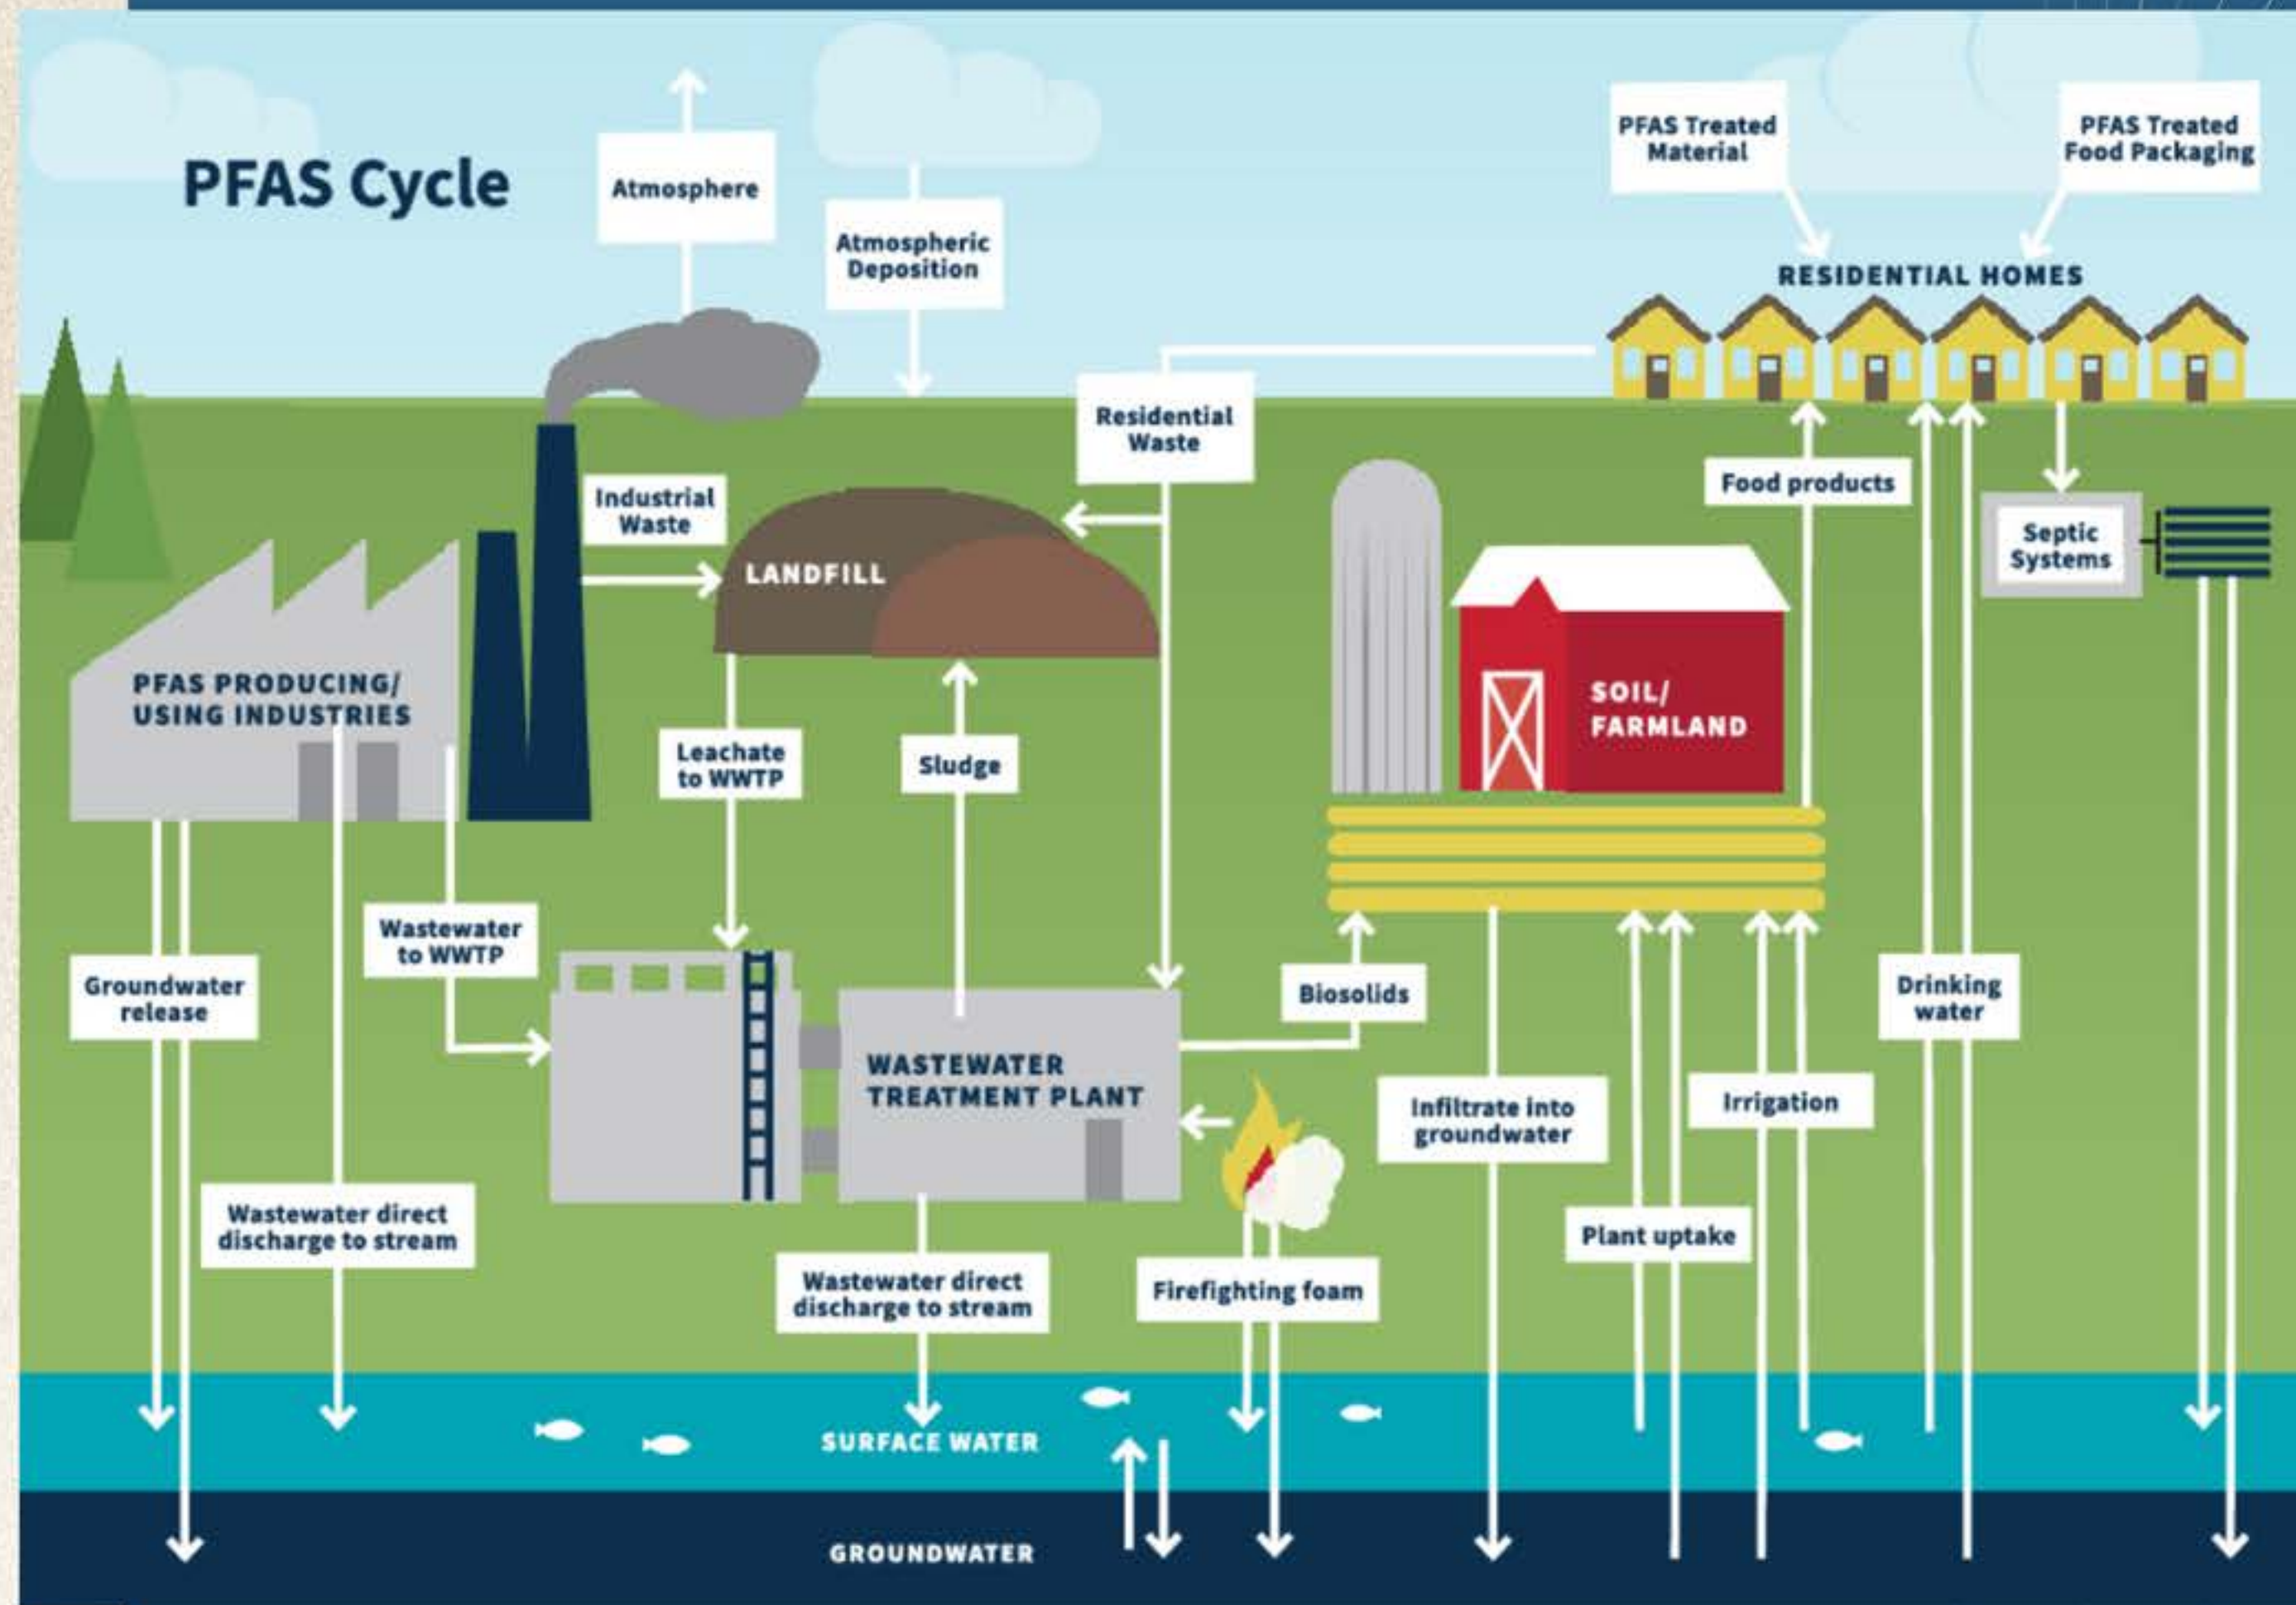 PFAS Cycle
Atmosphere
Atmospheric
Deposition
PFAS Treated
Material
PFAS Treated
Food Packaging
RESIDENTIAL HOMES
Residential
Waste
Industrial
Waste
LANDFILL
Food products
Septic
Systems
PFAS PRODUCING/
USING INDUSTRIES
SOIL/
FARMLAND
Leachate
to WWTP
Sludge
Wastewater
to WWTP
Groundwater
release
Biosolids
Drinking
water
WASTEWATER
TREATMENT PLANT
Infiltrate into
groundwater
Irrigation
Wastewater direct
discharge to stream
Plant uptake
Wastewater direct
discharge to stream
Firefighting foam
SURFACE WATER
GROUNDWATER